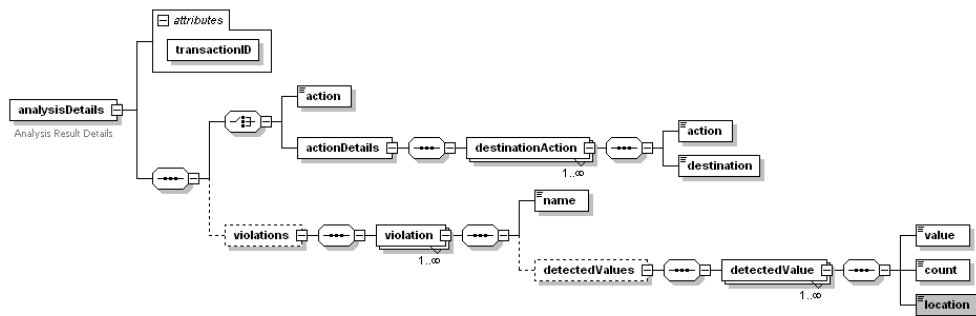 attributes
transactionID
analysisDetails
Analysis Result Details
action
actionDetails
destinationAction
1..∞
action
destination
violations
violation
1..∞
name
detectedValues
detectedValue
1..∞
value
count
location